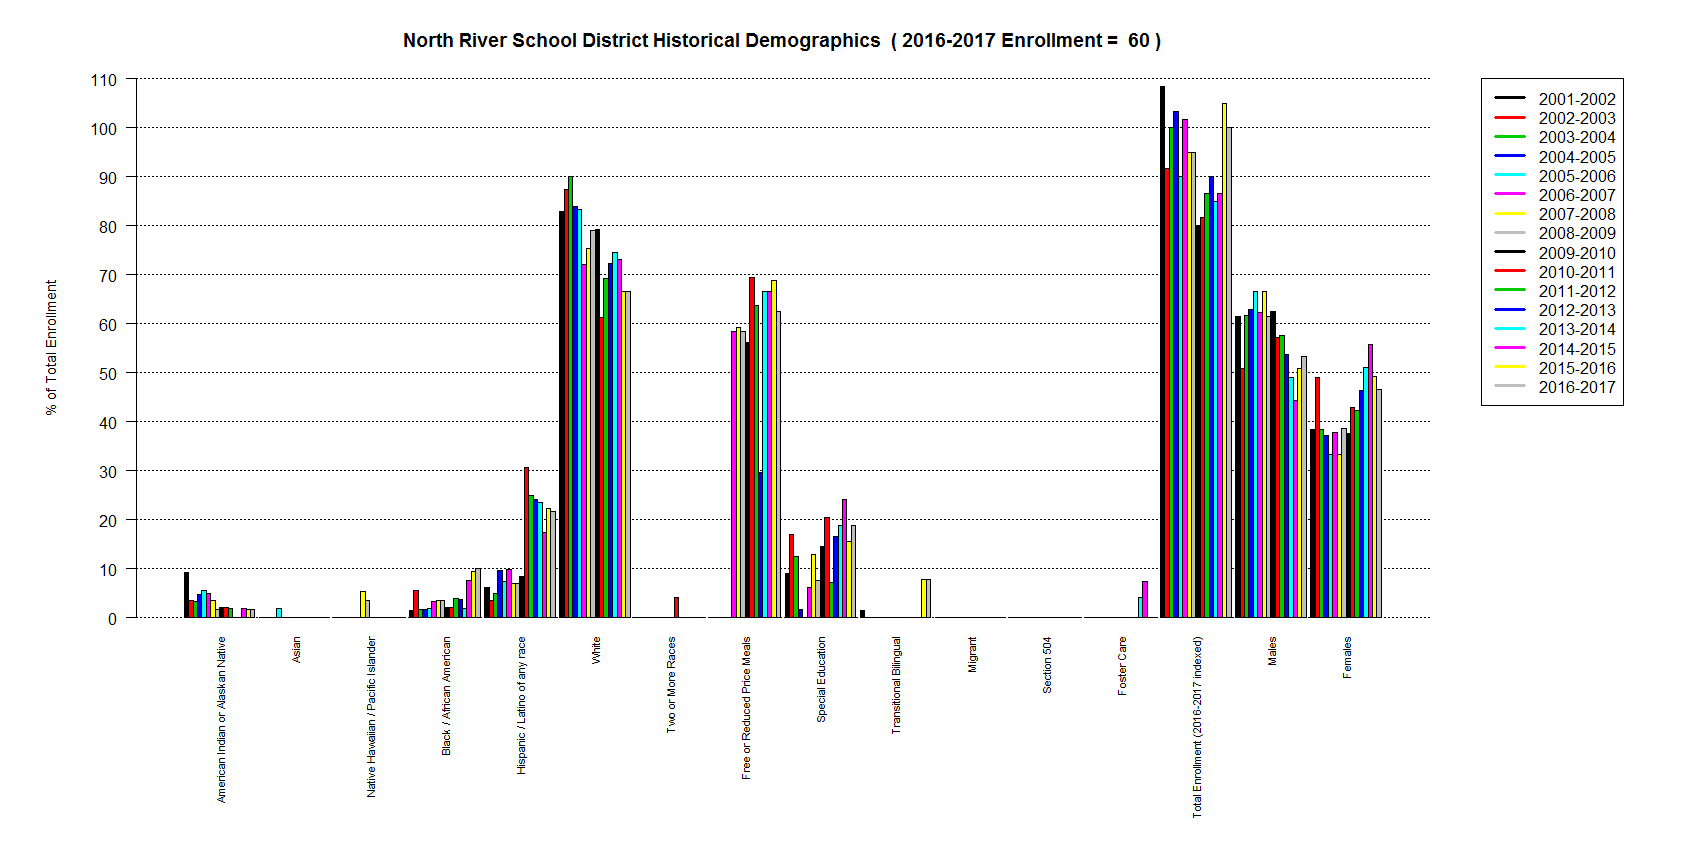 North River School District Historical Demographics ( 2016-2017 Enrollment = 60 )
% of Total Enrollment
110
100
90
80
70
60
50
40
30
20
10
0
American Indian or Alaskan Native
Asian
Native Hawaiian / Pacific Islander
Black / African American
Hispanic / Latino of any race
White
Two or More Races
Free or Reduced Price Meals
Special Education
Transitional Bilingual
Migrant
Section 504
Foster Care
Total Enrollment (2016-2017 indexed)
Males
Females
2001-2002
2002-2003
2003-2004
2004-2005
2005-2006
2006-2007
2007-2008
2008-2009
2009-2010
2010-2011
2011-2012
2012-2013
2013-2014
2014-2015
2015-2016
2016-2017